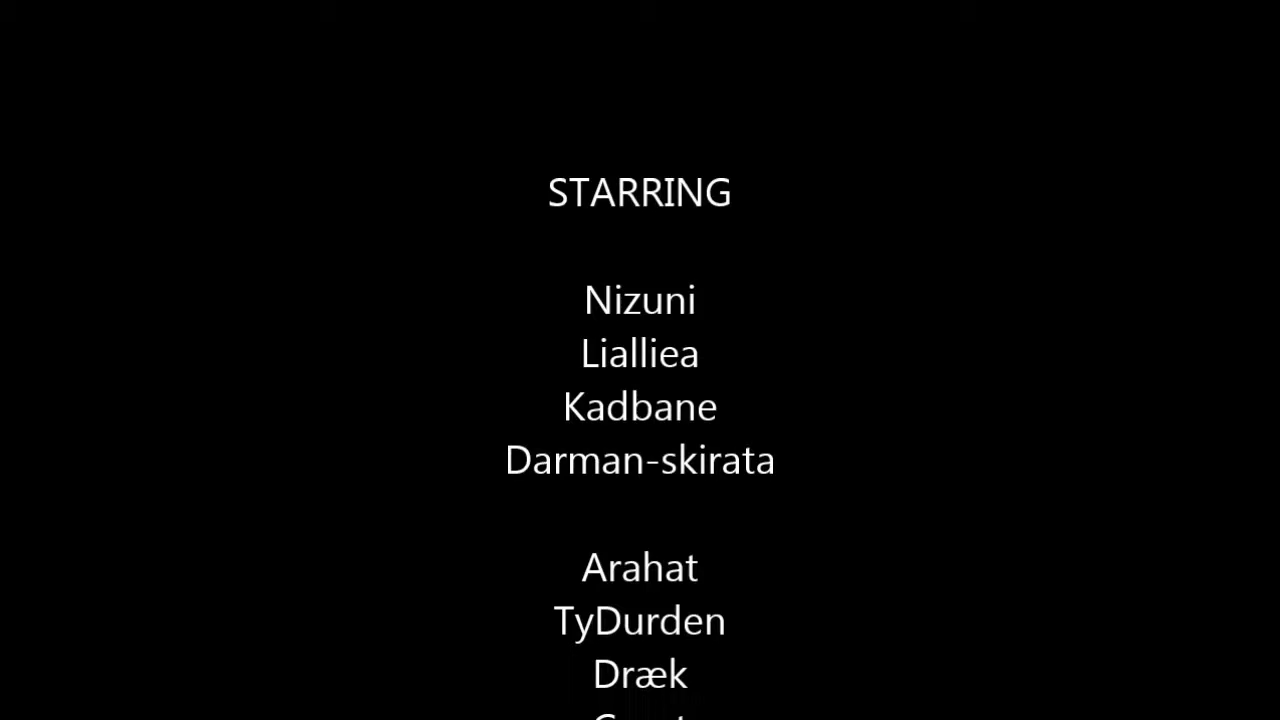 STARRING
Nizuni
Lialliea
Kadbane
Darman-skirata
Arahat
TyDurden
Dræk